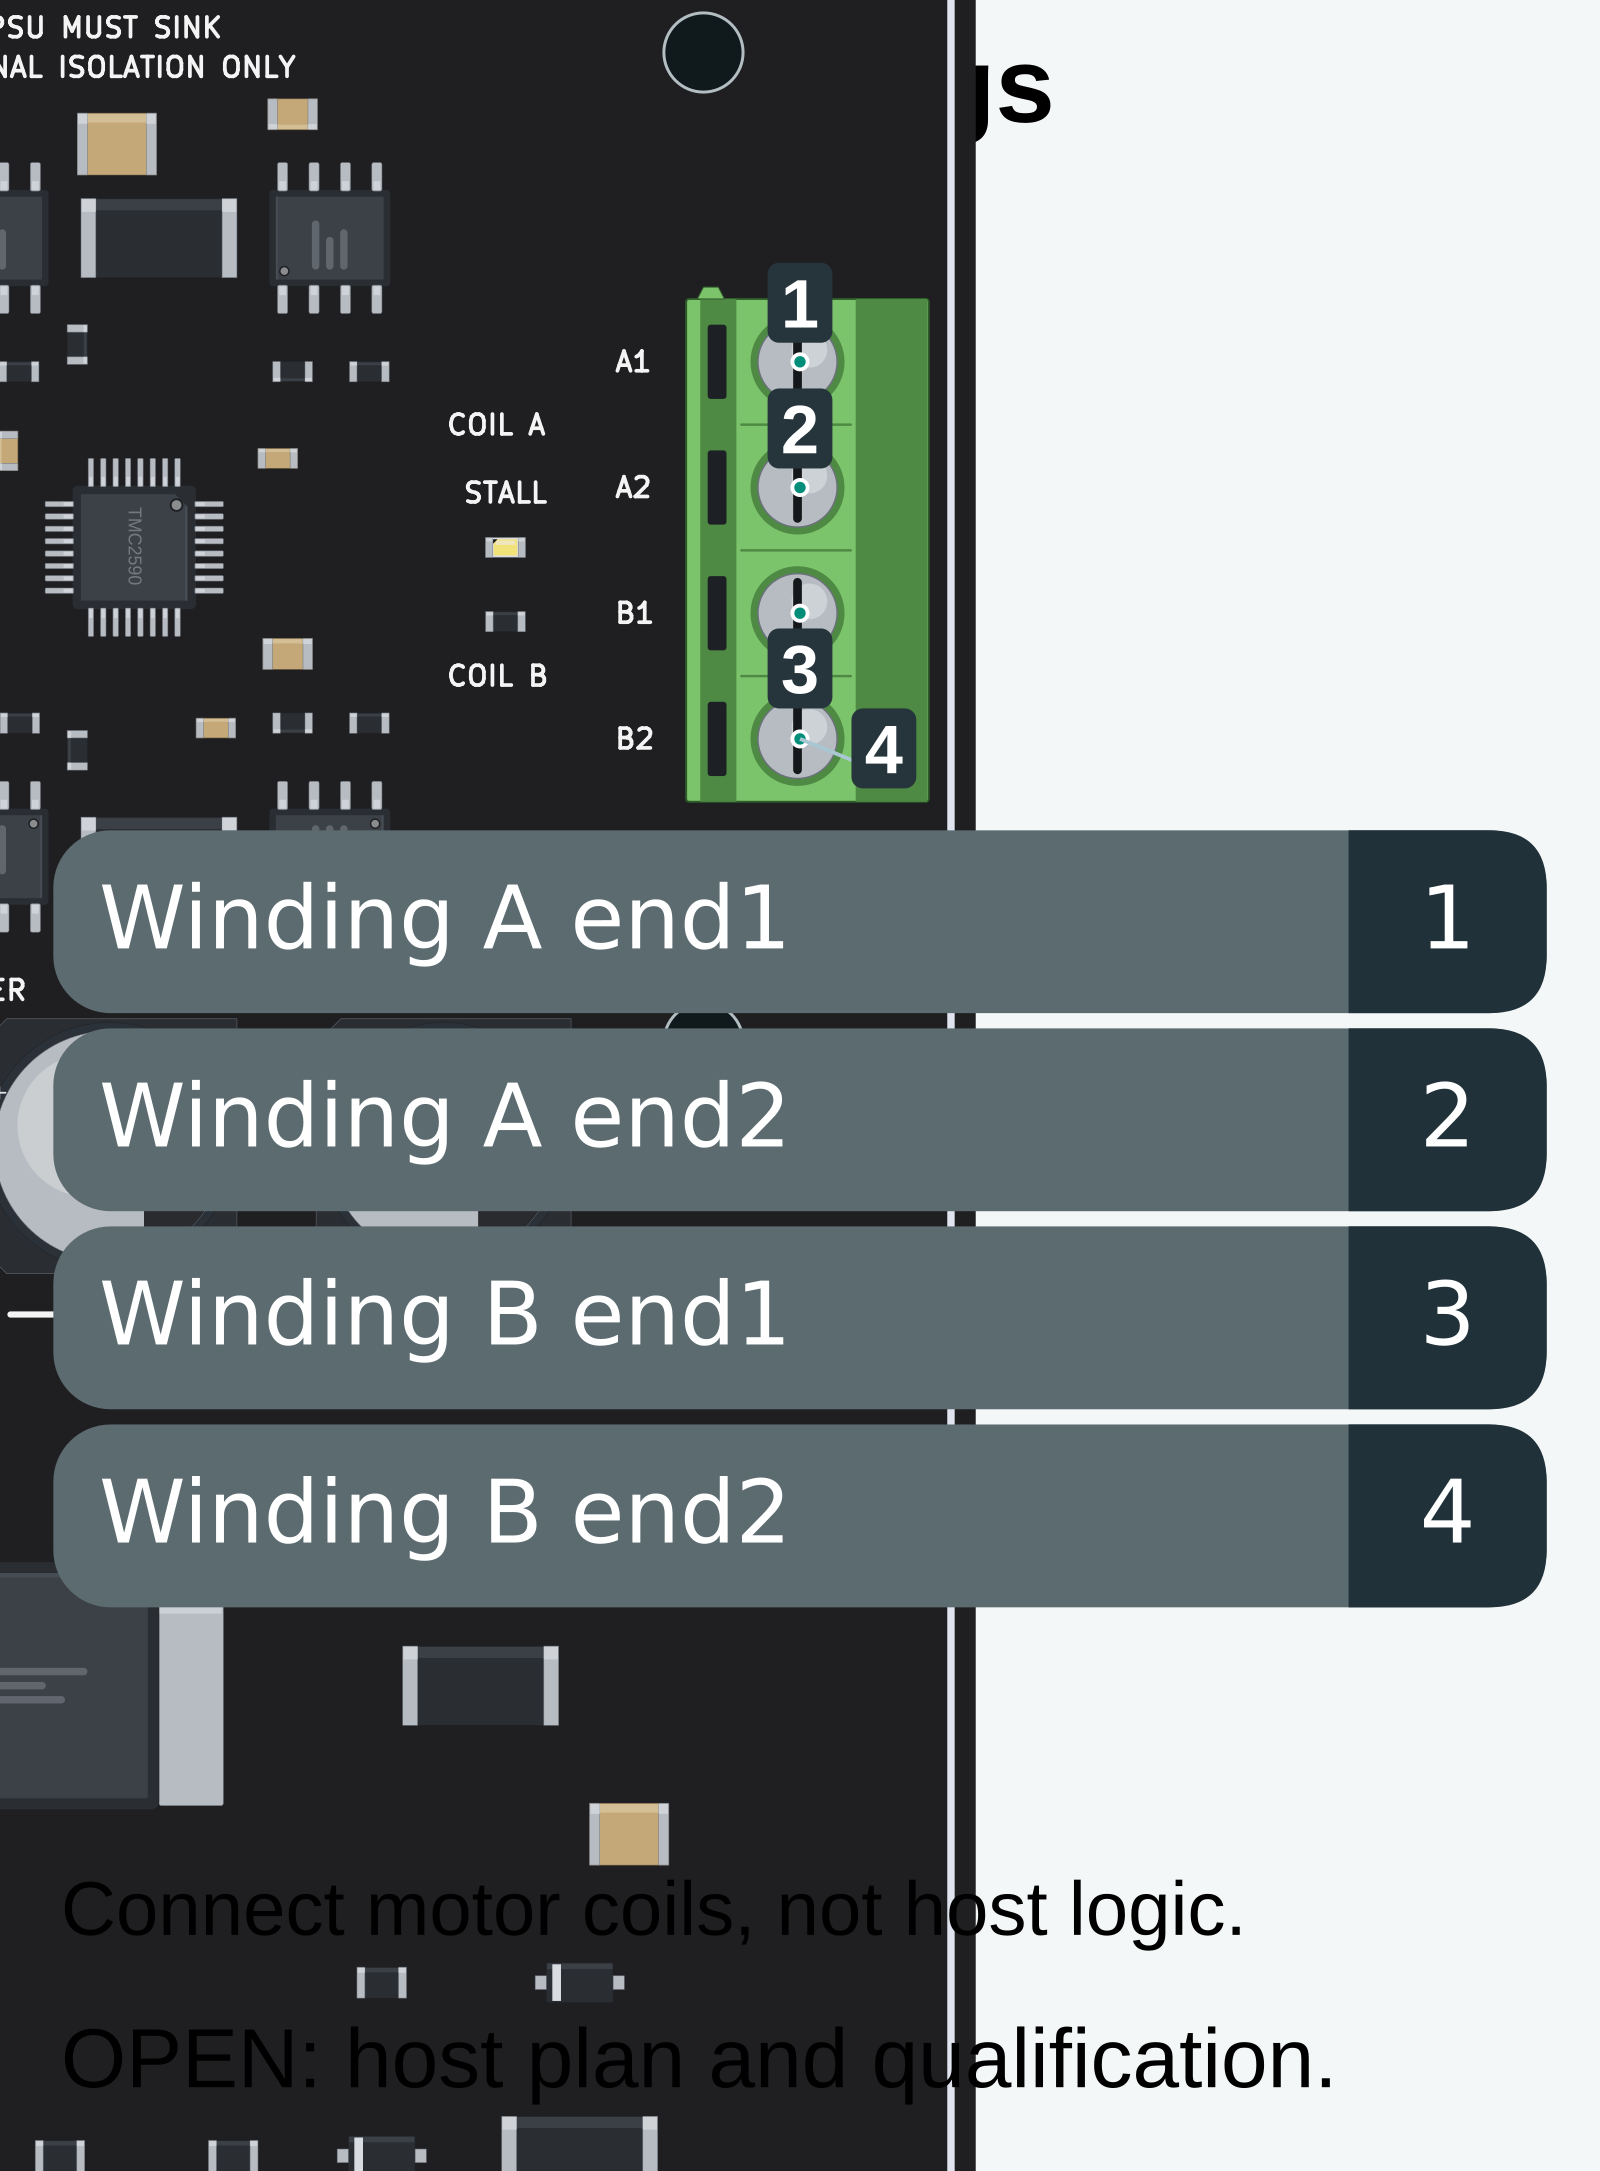 PSU MUST SINK
NAL ISOLATION ONLY
gs
1
A1
COIL A
2
STALL
A2
TMC2590
B1
3
COIL B
B2
4
Winding A end1 1
Winding A end2 2
ER
Winding B end1 3
Winding B end2 4
Connect motor coils, not host logic.
OPEN: host plan and qualification.